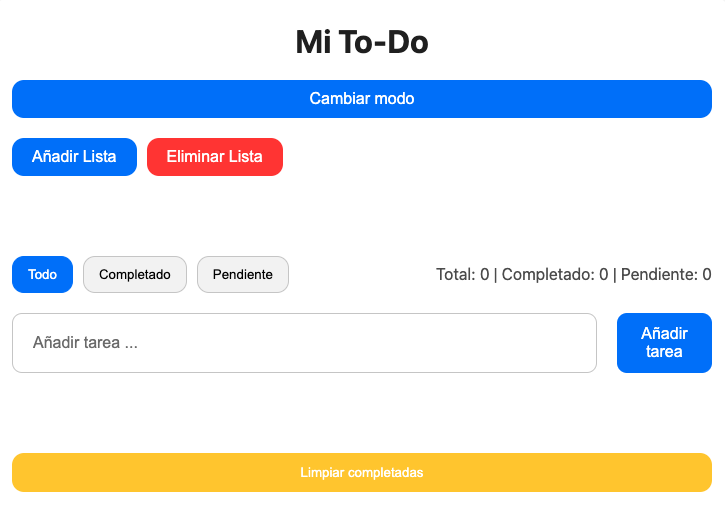 Mi To-Do
Cambiar modo
Añadir Lista
Eliminar Lista
Todo
Completado
Pendiente
Total: 0 | Completado: 0 | Pendiente: 0
Añadir tarea ...
Añadir
tarea
Limpiar completadas